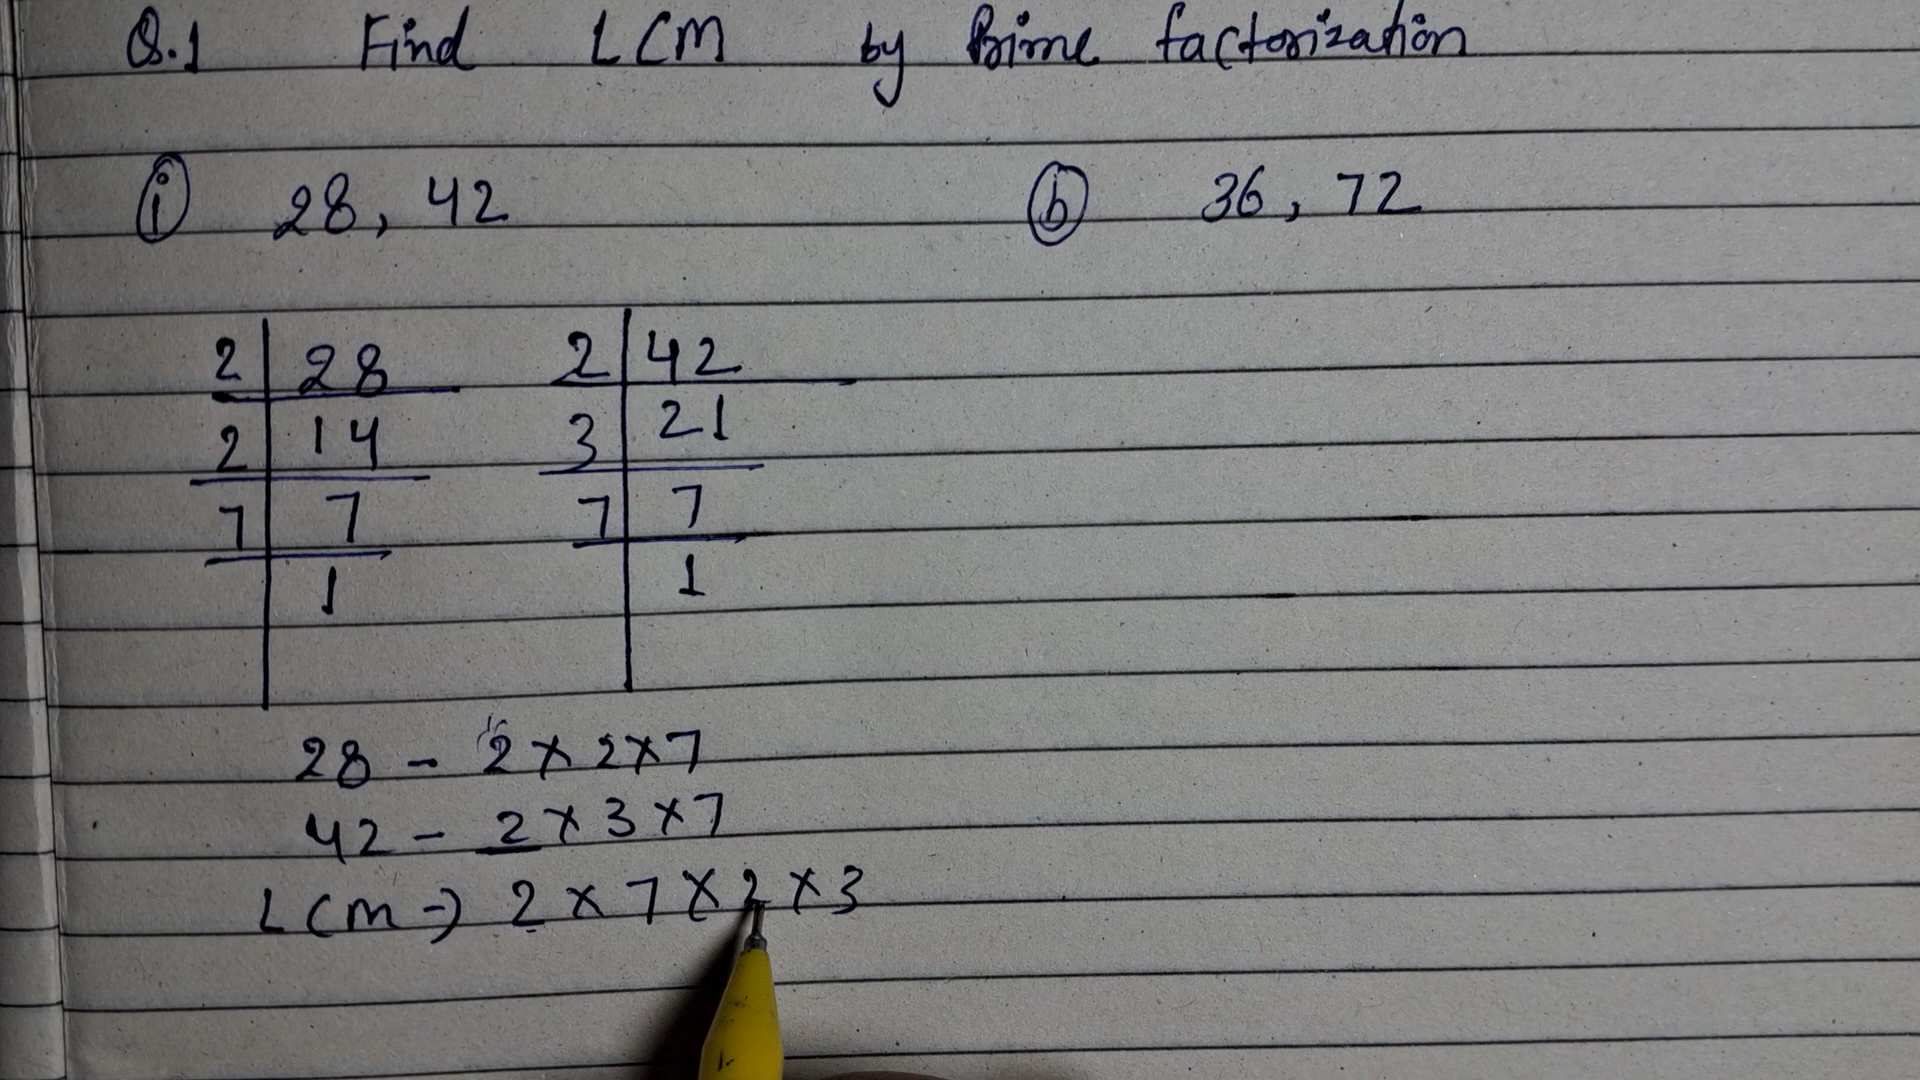 Q.1 Find LCM by Prime factorization
i 28, 42
b 36, 72
2 28 2 42
2 14 3 21
7 7 7 7
1 1
28 - 2 × 2 × 7
42 - 2 × 3 × 7
LCM → 2 × 7 × 2 × 3